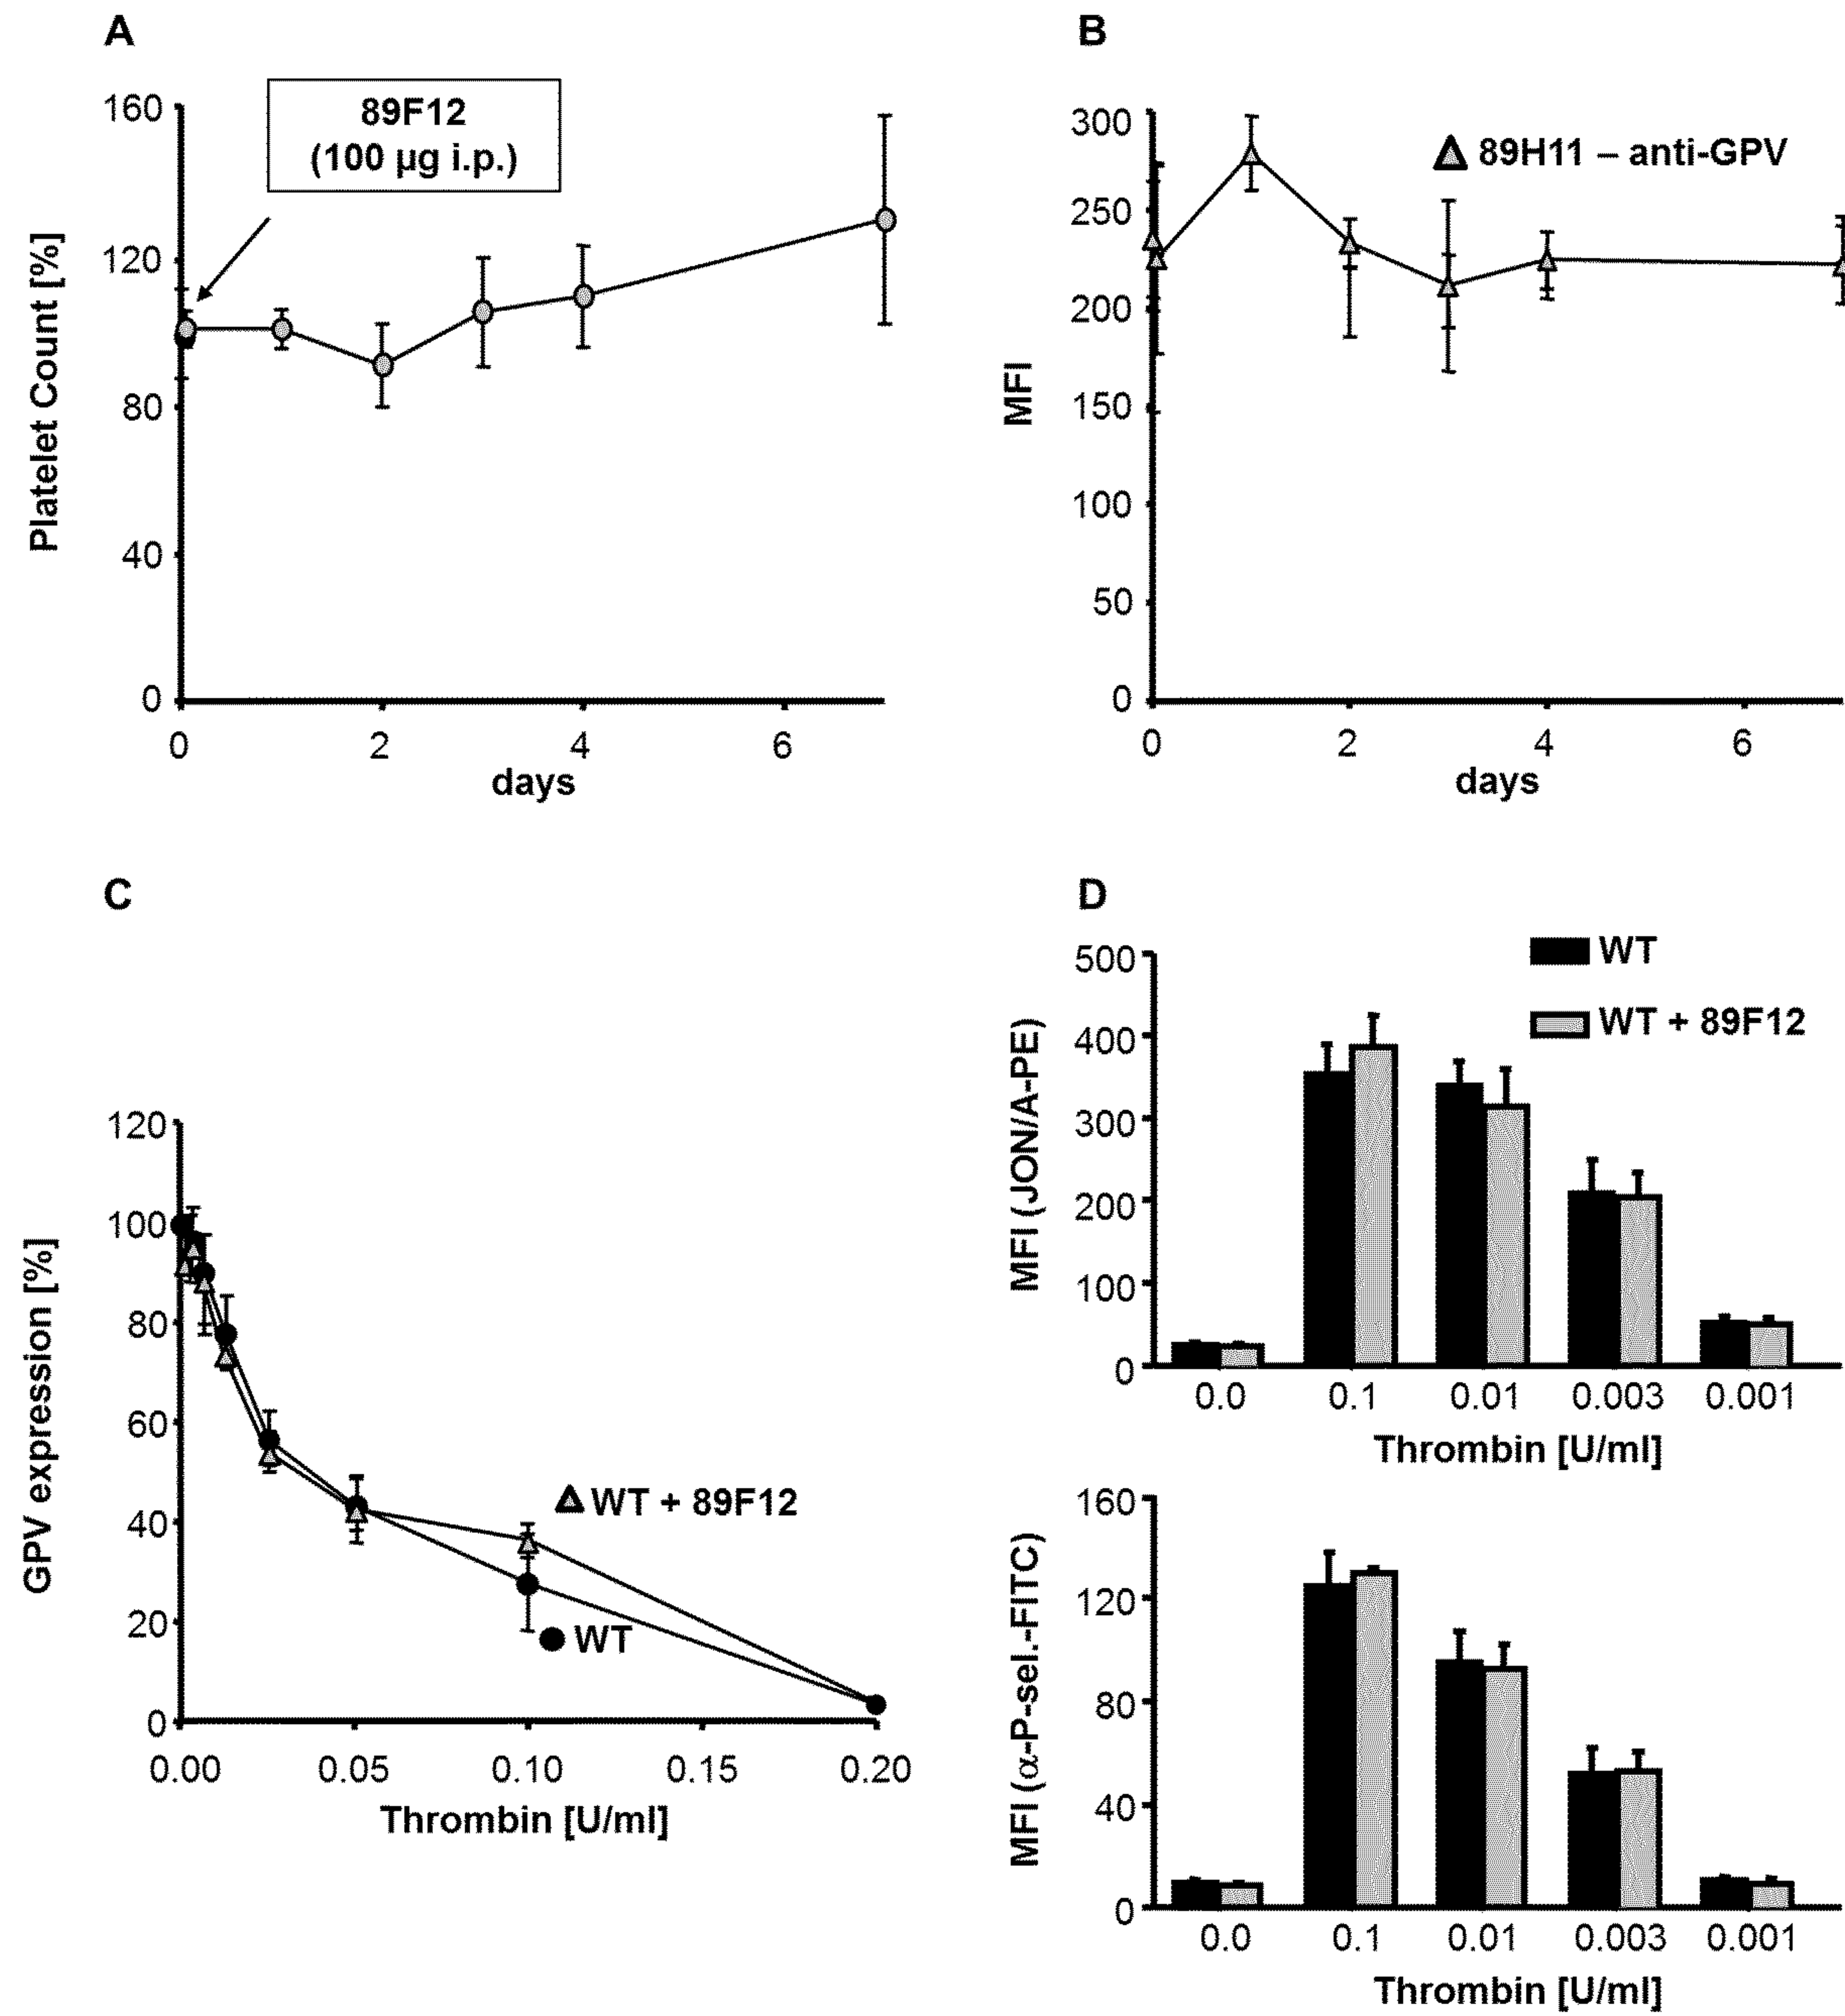 A
89F12
(100 µg i.p.)
160
120
80
40
0
Platelet Count [%]
0 2 4 6
days
B
89H11 – anti-GPV
300
250
200
150
100
50
0
MFI
0 2 4 6
days
C
120
100
80
60
40
20
0
GPV expression [%]
WT + 89F12
WT
0.00 0.05 0.10 0.15 0.20
Thrombin [U/ml]
D
WT
WT + 89F12
500
400
300
200
100
0
MFI (JON/A-PE)
0.0 0.1 0.01 0.003 0.001
Thrombin [U/ml]
160
120
80
40
0
MFI (α-P-sel.-FITC)
0.0 0.1 0.01 0.003 0.001
Thrombin [U/ml]